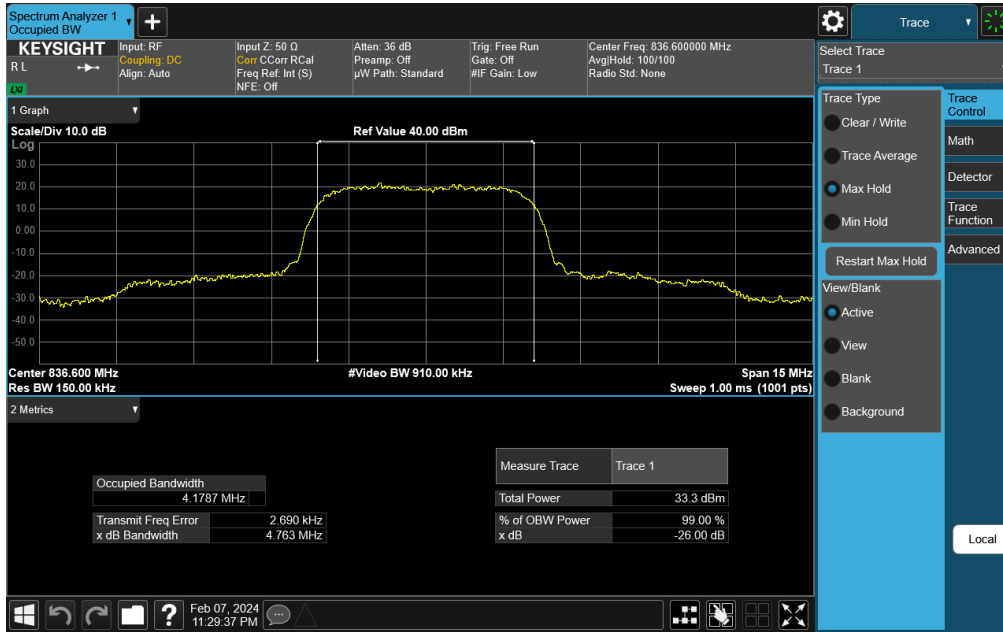 Spectrum Analyzer 1
Occupied BW
+
Trace
KEYSIGHT
R L
LXI
Input: RF
Coupling: DC
Align: Auto
Input Z: 50 Ω
Corr CCorr RCal
Freq Ref: Int (S)
NFE: Off
Atten: 36 dB
Preamp: Off
µW Path: Standard
Trig: Free Run
Gate: Off
#IF Gain: Low
Center Freq: 836.600000 MHz
Avg|Hold: 100/100
Radio Std: None
Select Trace
Trace 1
1 Graph
Scale/Div 10.0 dB
Ref Value 40.00 dBm
Log
30.0
20.0
10.0
0.00
-10.0
-20.0
-30.0
-40.0
-50.0
Center 836.600 MHz
#Video BW 910.00 kHz
Span 15 MHz
Res BW 150.00 kHz
Sweep 1.00 ms (1001 pts)
2 Metrics
Occupied Bandwidth
4.1787 MHz
Transmit Freq Error 2.690 kHz
x dB Bandwidth 4.763 MHz
Measure Trace Trace 1
Total Power 33.3 dBm
% of OBW Power 99.00 %
x dB -26.00 dB
Trace Type
Clear / Write
Trace Average
Max Hold
Min Hold
Restart Max Hold
View/Blank
Active
View
Blank
Background
Trace
Control
Math
Detector
Trace
Function
Advanced
Local
?
Feb 07, 2024
11:29:37 PM